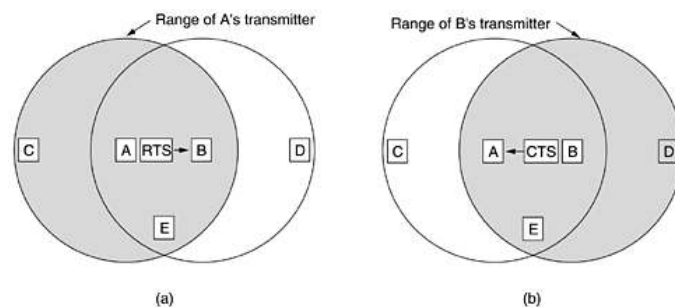 Range of A's transmitter
C
A
RTS
B
D
E
(a)
Range of B's transmitter
C
A
CTS
B
D
E
(b)